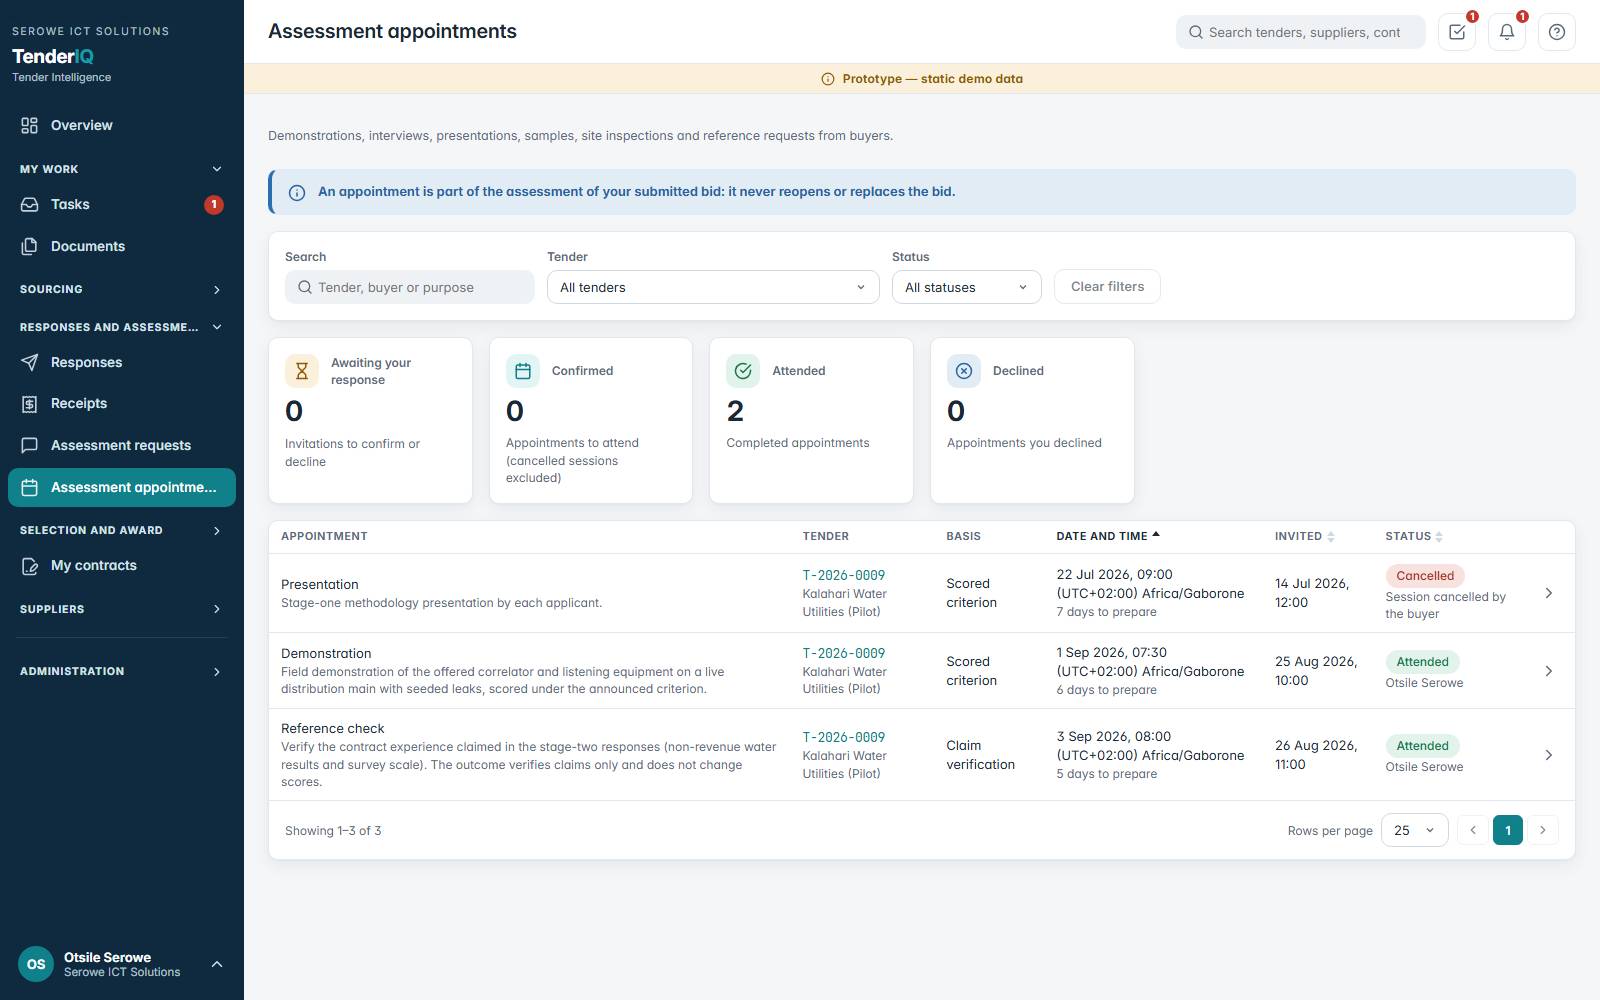 SEROWE ICT SOLUTIONS
TenderIQ
Tender Intelligence
Overview
MY WORK
Tasks
1
Documents
SOURCING
RESPONSES AND ASSESSME...
Responses
Receipts
Assessment requests
Assessment appointme...
SELECTION AND AWARD
My contracts
SUPPLIERS
ADMINISTRATION
OS
Otsile Serowe
Serowe ICT Solutions
Assessment appointments
Search tenders, suppliers, cont
1
1
Prototype — static demo data
Demonstrations, interviews, presentations, samples, site inspections and reference requests from buyers.
An appointment is part of the assessment of your submitted bid: it never reopens or replaces the bid.
Search
Tender
Status
Tender, buyer or purpose
All tenders
All statuses
Clear filters
Awaiting your
response
0
Invitations to confirm or
decline
Confirmed
0
Appointments to attend
(cancelled sessions
excluded)
Attended
2
Completed appointments
Declined
0
Appointments you declined
APPOINTMENT
TENDER
BASIS
DATE AND TIME
INVITED
STATUS
Presentation
Stage-one methodology presentation by each applicant.
T-2026-0009
Kalahari Water
Utilities (Pilot)
Scored
criterion
22 Jul 2026, 09:00
(UTC+02:00) Africa/Gaborone
7 days to prepare
14 Jul 2026,
12:00
Cancelled
Session cancelled by
the buyer
Demonstration
Field demonstration of the offered correlator and listening equipment on a live
distribution main with seeded leaks, scored under the announced criterion.
T-2026-0009
Kalahari Water
Utilities (Pilot)
Scored
criterion
1 Sep 2026, 07:30
(UTC+02:00) Africa/Gaborone
6 days to prepare
25 Aug 2026,
10:00
Attended
Otsile Serowe
Reference check
Verify the contract experience claimed in the stage-two responses (non-revenue water
results and survey scale). The outcome verifies claims only and does not change
scores.
T-2026-0009
Kalahari Water
Utilities (Pilot)
Claim
verification
3 Sep 2026, 08:00
(UTC+02:00) Africa/Gaborone
5 days to prepare
26 Aug 2026,
11:00
Attended
Otsile Serowe
Showing 1–3 of 3
Rows per page
25
1